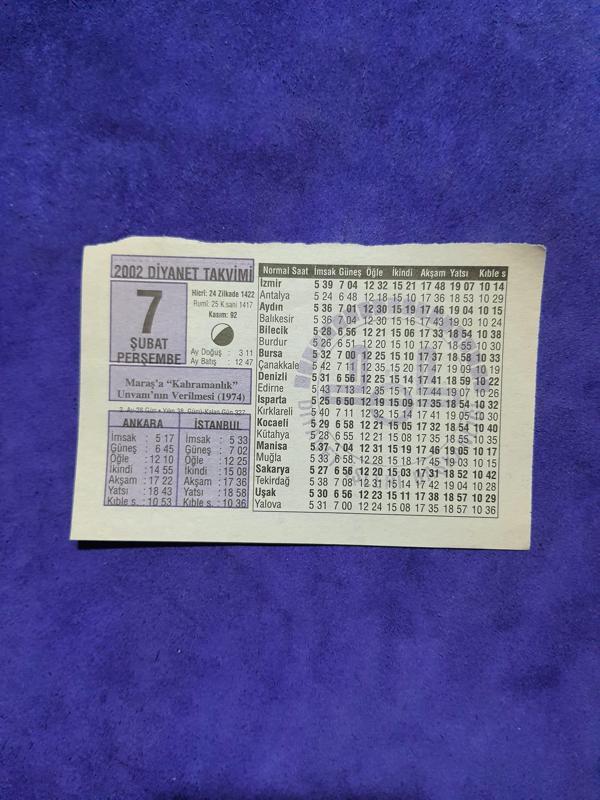 2002 DİYANET TAKVİMİ
7
ŞUBAT
PERŞEMBE
Hicrî: 24 Zilkade 1422
Rumî: 25 K.sani 1417
Kasım: 92
Ay Doğuş : 3 11
Ay Batış : 12 47
Maraş'a "Kahramanlık"
Unvanı'nın Verilmesi (1974)
2. Ay 28 Gün • Yılın 38. Günü-Kalan Gün 327
ANKARA
İmsak : 5 17
Güneş : 6 45
Öğle : 12 10
İkindi : 14 55
Akşam : 17 22
Yatsı : 18 43
Kıble s. : 10 53
İSTANBUL
İmsak : 5 33
Güneş : 7 02
Öğle : 12 25
İkindi : 15 08
Akşam : 17 36
Yatsı : 18 58
Kıble s. : 10 36
Normal Saat İmsak Güneş Öğle İkindi Akşam Yatsı Kıble s
İzmir 5 39 7 04 12 32 15 21 17 48 19 07 10 14
Antalya 5 24 6 48 12 18 15 10 17 36 18 53 10 29
Aydın 5 36 7 01 12 30 15 19 17 46 19 04 10 15
Balıkesir 5 36 7 04 12 30 15 16 17 43 19 03 10 24
Bilecik 5 28 6 56 12 21 15 06 17 33 18 54 10 38
Burdur 5 26 6 51 12 20 15 11 17 37 18 55 10 30
Bursa 5 32 7 00 12 25 15 10 17 37 18 58 10 33
Çanakkale 5 42 7 11 12 35 15 20 17 47 19 09 10 20
Denizli 5 31 6 56 12 25 15 14 17 41 18 59 10 22
Edirne 5 43 7 13 12 35 15 17 17 44 19 07 10 26
Isparta 5 25 6 50 12 19 15 09 17 35 18 54 10 32
Kırklareli 5 40 7 11 12 32 15 14 17 41 19 05 10 30
Kocaeli 5 29 6 58 12 21 15 05 17 32 18 54 10 40
Kütahya 5 28 6 55 12 21 15 08 17 35 18 55 10 35
Manisa 5 37 7 04 12 31 15 19 17 46 19 05 10 17
Muğla 5 33 6 58 12 28 15 18 17 45 19 02 10 17
Sakarya 5 27 6 56 12 20 15 03 17 31 18 52 10 42
Tekirdağ 5 38 7 08 12 31 15 14 17 42 19 04 10 28
Uşak 5 30 6 56 12 23 15 11 17 38 18 57 10 29
Yalova 5 31 7 00 12 24 15 08 17 35 18 57 10 36